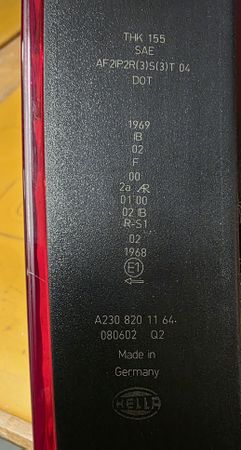 THK 155
SAE
AF2IP2R(3)S(3)T 04
DOT
1969
IB
02
F
00
2a AR
01 00
02 IB
R-S1
02
1968
E1
A230 820 11 64
080602 Q2
Made in
Germany
HELLA